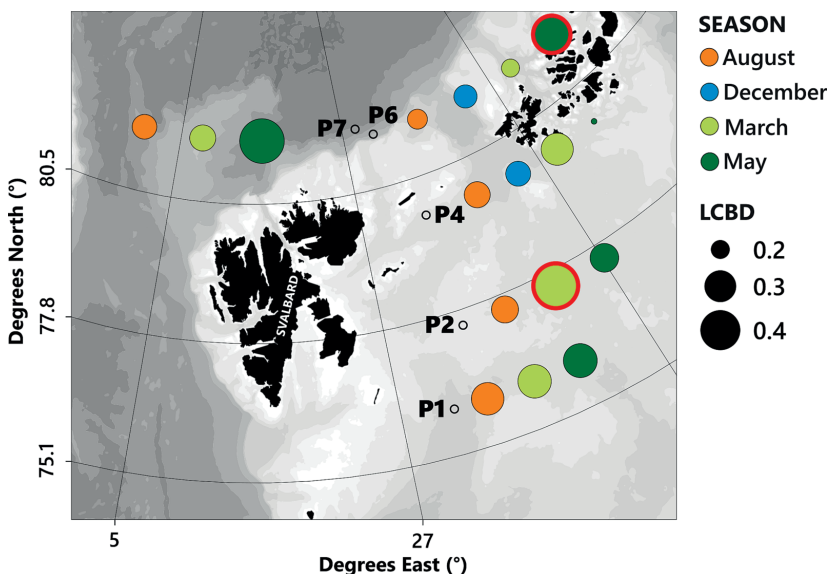 SEASON
August
December
March
May
LCBD
0.2
0.3
0.4
P7
P6
P4
P2
P1
SVALBARD
80.5
77.8
75.1
Degrees North (°)
5
27
Degrees East (°)